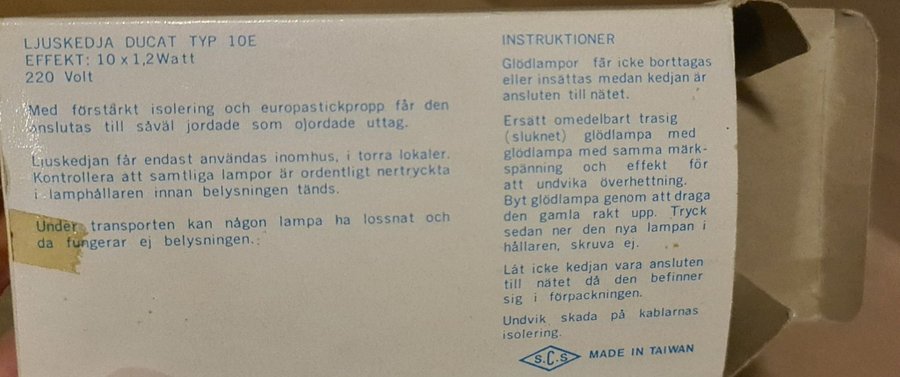 LJUSKEDJA DUCAT TYP 10E
EFFEKT: 10 x 1,2Watt
220 Volt
Med förstärkt isolering och europastickpropp får den
anslutas till såväl jordade som ojordade uttag.
Ljuskedjan får endast användas inomhus, i torra lokaler.
Kontrollera att samtliga lampor är ordentligt nertryckta
i lamphållaren innan belysningen tänds.
Under transporten kan någon lampa ha lossnat och
då fungerar ej belysningen.
INSTRUKTIONER
Glödlampor får icke borttagas
eller insättas medan kedjan är
ansluten till nätet.
Ersätt omedelbart trasig
(sluknet) glödlampa med
glödlampa med samma märk-
spänning och effekt för
att undvika överhettning.
Byt glödlampa genom att draga
den gamla rakt upp. Tryck
sedan ner den nya lampan i
hållaren, skruva ej.
Låt icke kedjan vara ansluten
till nätet då den befinner
sig i förpackningen.
Undvik skada på kablarnas
isolering.
S.C.S MADE IN TAIWAN